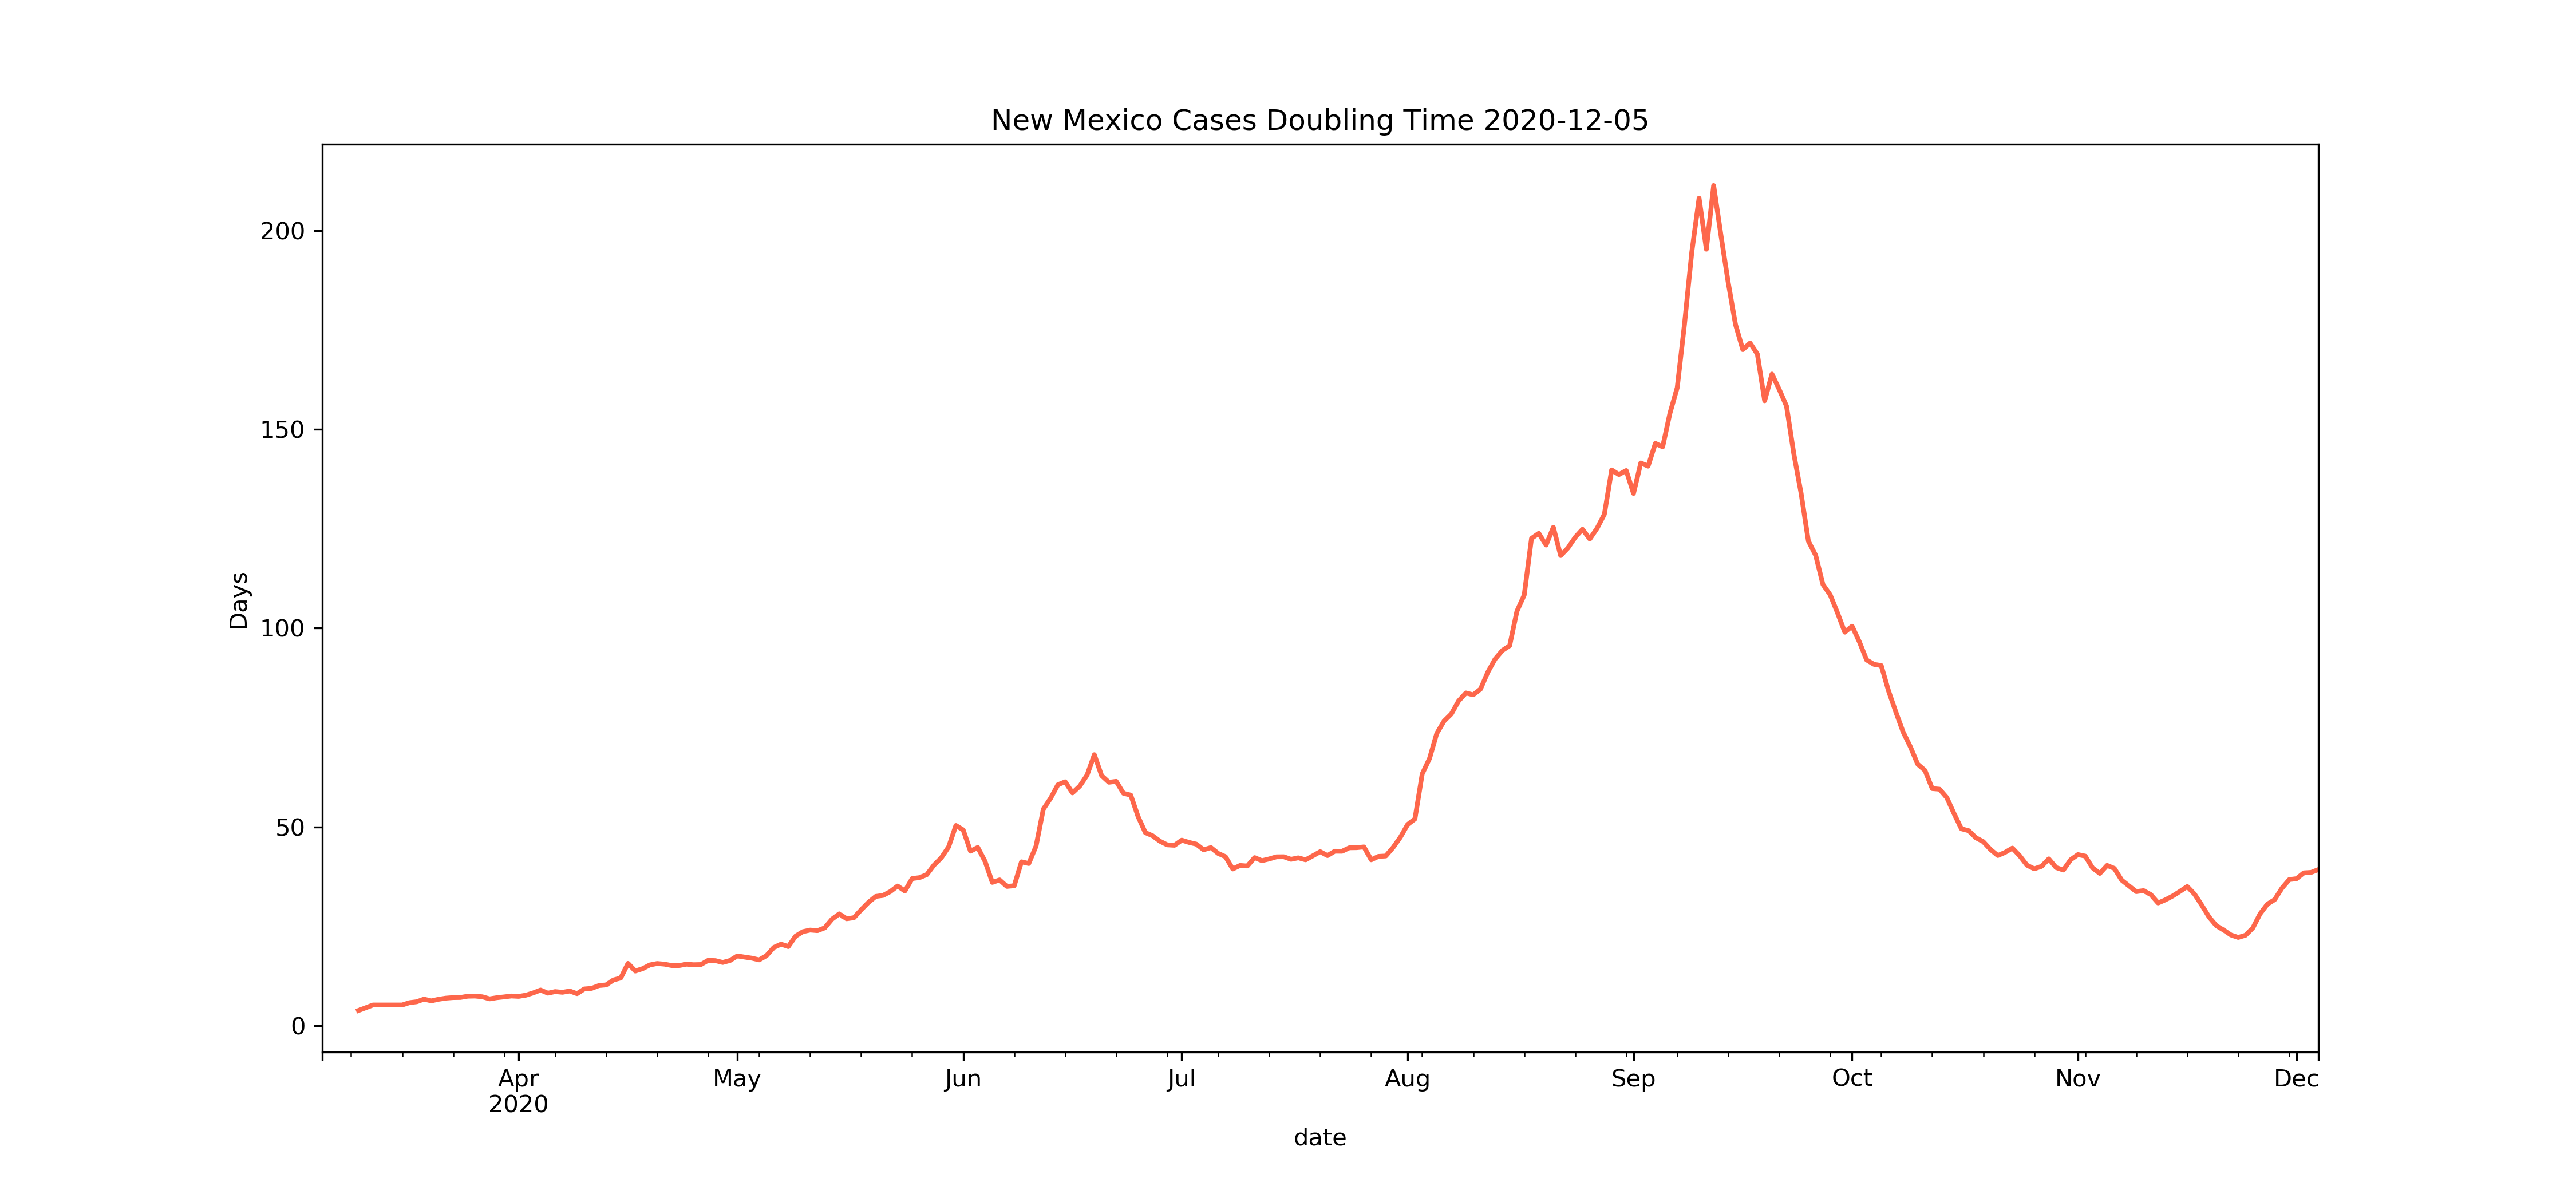 New Mexico Cases Doubling Time 2020-12-05
200
150
100
50
0
Days
Apr May Jun Jul Aug Sep Oct Nov Dec
2020
date